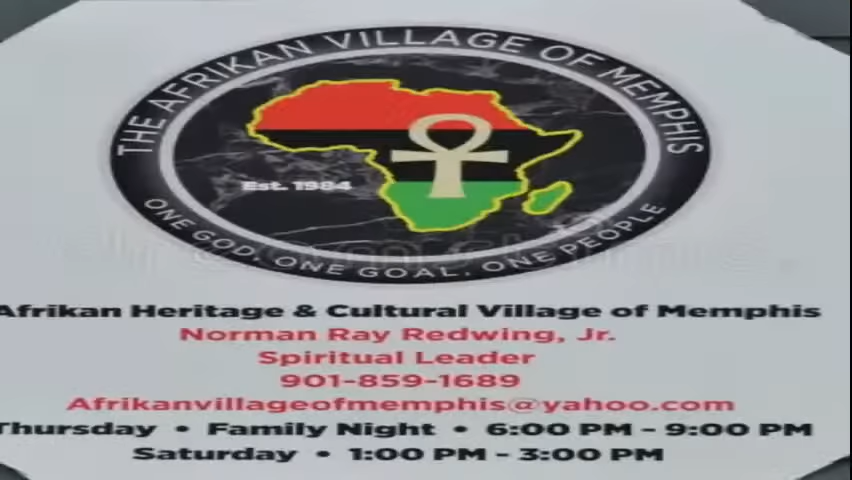 THE AFRIKAN VILLAGE OF MEMPHIS
Est. 1984
ONE GOD. ONE GOAL. ONE PEOPLE
Afrikan Heritage & Cultural Village of Memphis
Norman Ray Redwing, Jr.
Spiritual Leader
901-859-1689
Afrikanvillageofmemphis@yahoo.com
Thursday • Family Night • 6:00 PM - 9:00 PM
Saturday • 1:00 PM - 3:00 PM